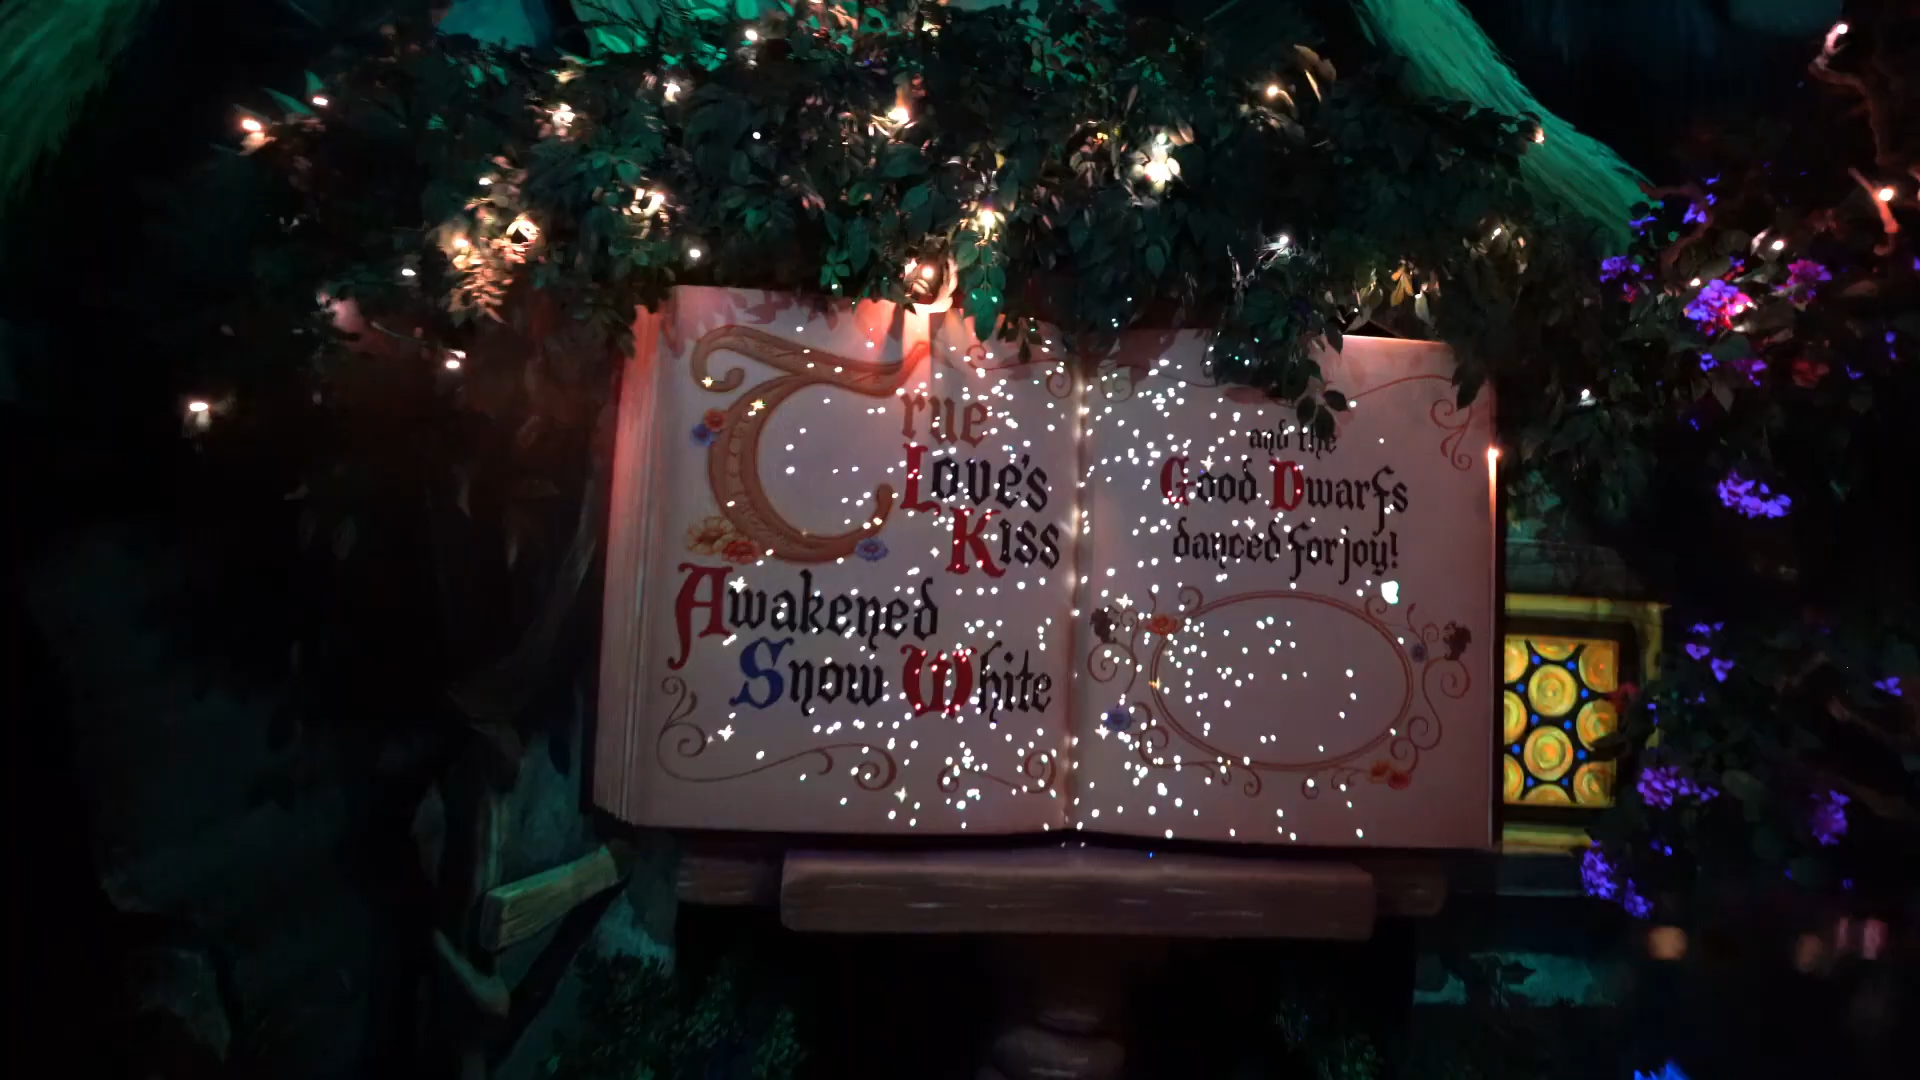 True
Love's
Kiss
Awakened
Snow White
and the
Good Dwarfs
danced for joy!